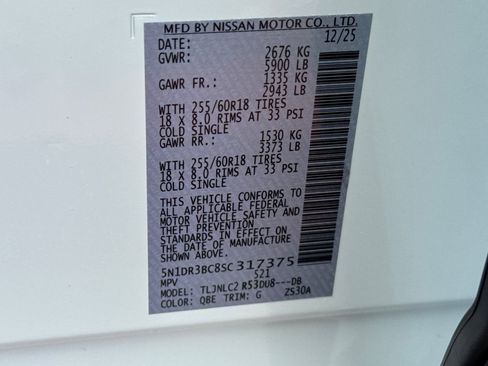 MFD BY NISSAN MOTOR CO., LTD.
DATE: 12/25
GVWR: 2676 KG
5900 LB
GAWR FR.: 1335 KG
2943 LB
WITH 255/60R18 TIRES
18 X 8.0 RIMS AT 33 PSI
COLD SINGLE
GAWR RR.: 1530 KG
3373 LB
WITH 255/60R18 TIRES
18 X 8.0 RIMS AT 33 PSI
COLD SINGLE
THIS VEHICLE CONFORMS TO
ALL APPLICABLE FEDERAL
MOTOR VEHICLE SAFETY AND
THEFT PREVENTION
STANDARDS IN EFFECT ON
THE DATE OF MANUFACTURE
SHOWN ABOVE.
5N1DR3BC8SC317375
MPV 521
MODEL: TLJNLC2 R53DU8---DB
COLOR: QBE TRIM: G ZS30A